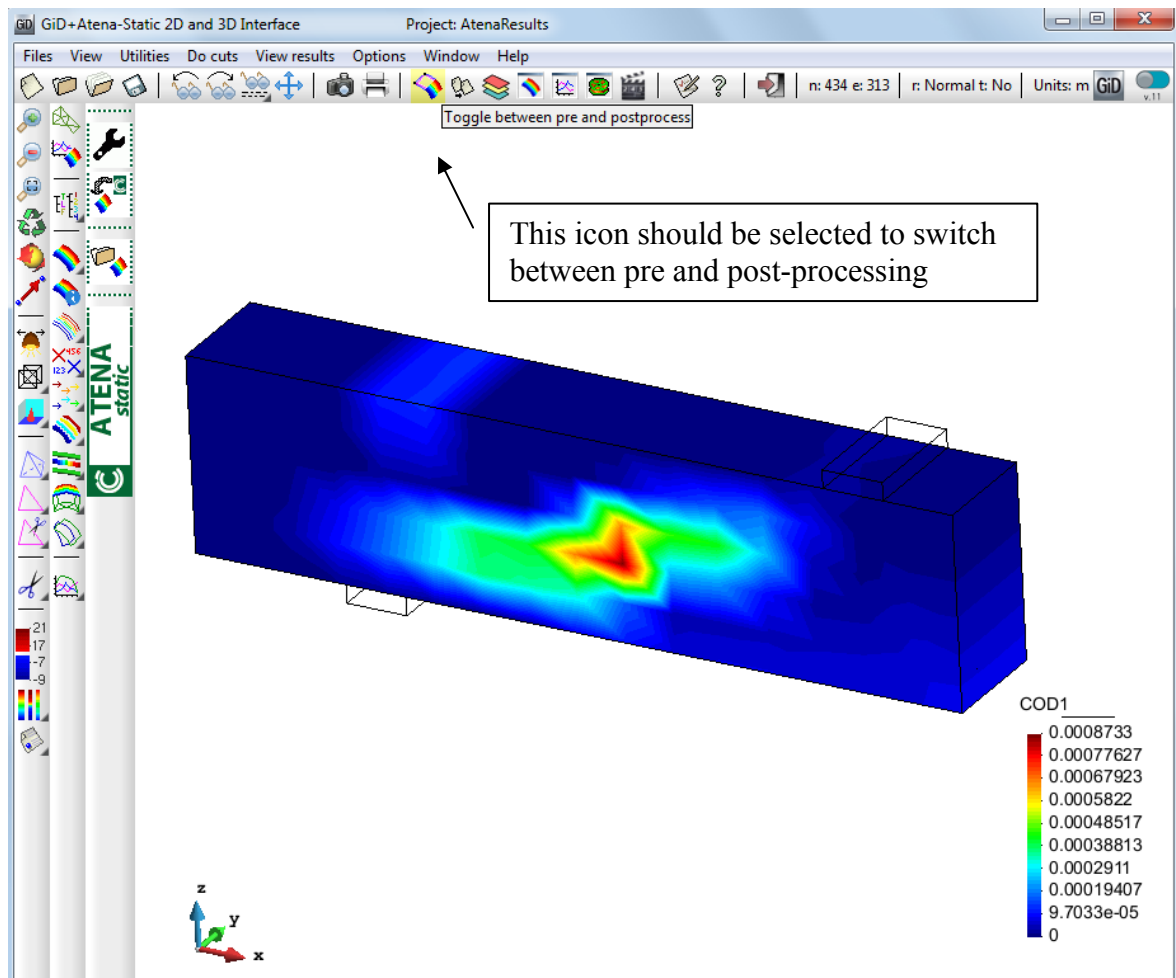 GiD GiD+Atena-Static 2D and 3D Interface Project: AtenaResults
Files View Utilities Do cuts View results Options Window Help
n: 434 e: 313 r: Normal t: No Units: m GiD
v.11
Toggle between pre and postprocess
This icon should be selected to switch
between pre and post-processing
ATENA
static
456
123
21
17
-7
-9
COD1
0.0008733
0.00077627
0.00067923
0.0005822
0.00048517
0.00038813
0.0002911
0.00019407
9.7033e-05
0
z
y
x